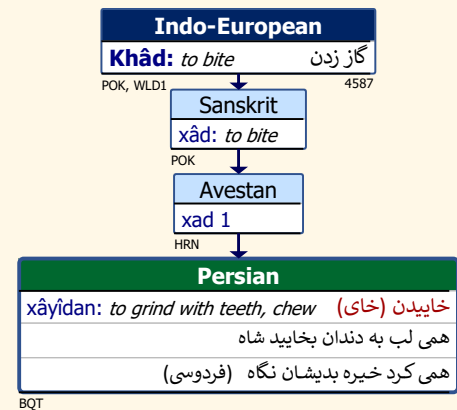 Indo-European
Khâd: to bite گاز زدن
POK, WLD1 4587
Sanskrit
xâd: to bite
POK
Avestan
xad 1
HRN
Persian
xâyîdan: to grind with teeth, chew خاییدن (خای)
همی لب به دندان بخایید شاه
همی کرد خیره بدیشان نگاه (فردوسی)
BQT